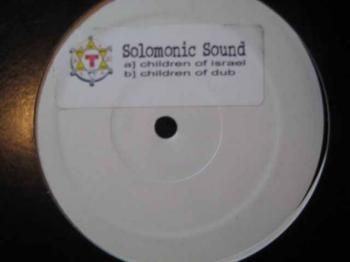 T
Solomonic Sound
a] children of israel
b] children of dub